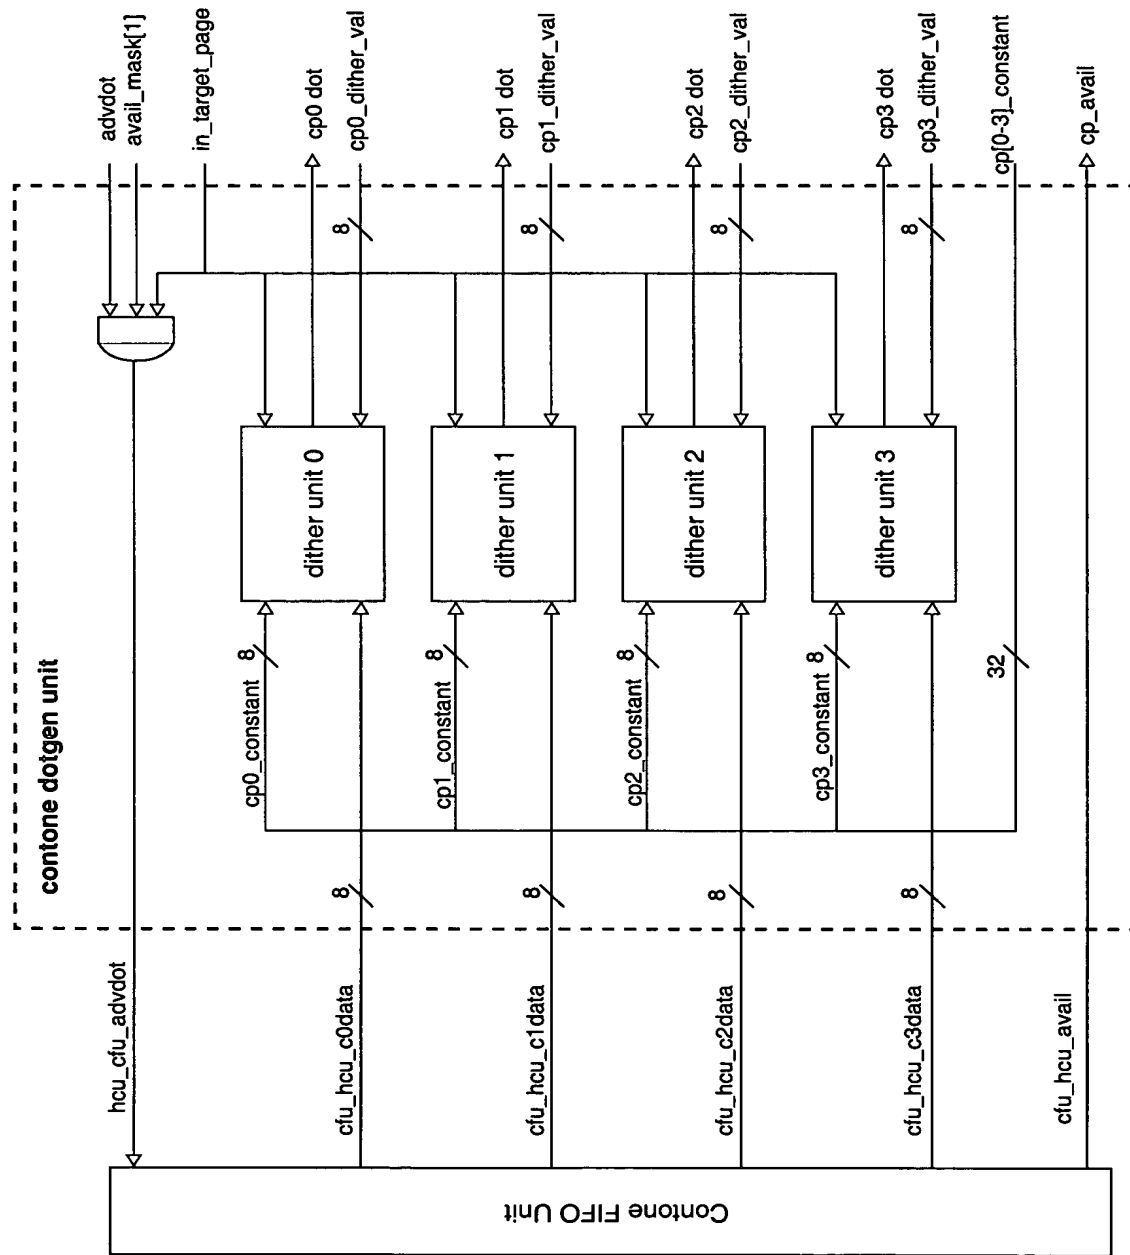 advdot
avail_mask[1]
in_target_page
cp0 dot
cp0_dither_val
cp1 dot
cp1_dither_val
cp2 dot
cp2_dither_val
cp3 dot
cp3_dither_val
cp[0-3]_constant
cp_avail
8
8
8
8
dither unit 0
dither unit 1
dither unit 2
dither unit 3
contone dotgen unit
cp0_constant
8
cp1_constant
8
cp2_constant
8
cp3_constant
8
32
8
8
8
8
hcu_cfu_advdot
cfu_hcu_c0data
cfu_hcu_c1data
cfu_hcu_c2data
cfu_hcu_c3data
cfu_hcu_avail
Contone FIFO Unit